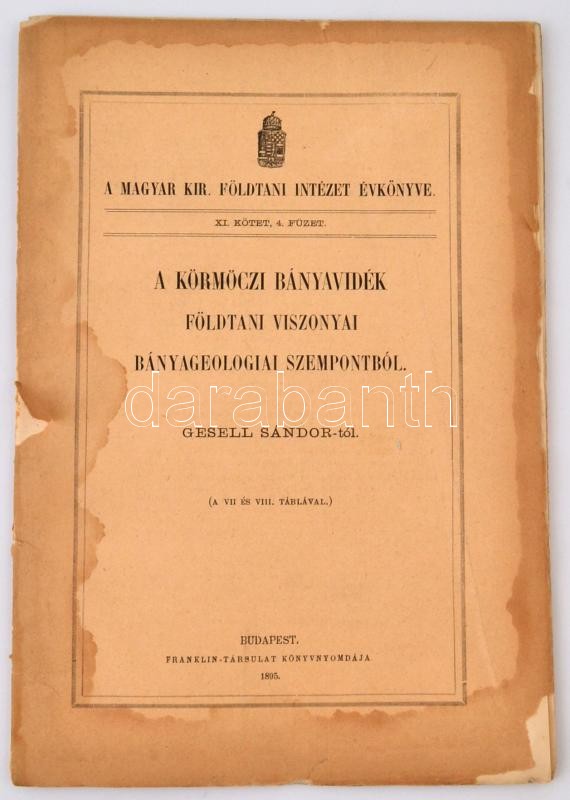 A MAGYAR KIR. FÖLDTANI INTÉZET ÉVKÖNYVE.
XI. KÖTET, 4. FÜZET.
A KÖRMÖCZI BÁNYAVIDÉK
FÖLDTANI VISZONYAI
BÁNYAGEOLOGIAI SZEMPONTBÓL.
darabanth
GESELL SÁNDOR-tól.
(A VII ÉS VIII. TÁBLÁVAL.)
BUDAPEST.
FRANKLIN-TÁRSULAT KÖNYVNYOMDÁJA
1895.